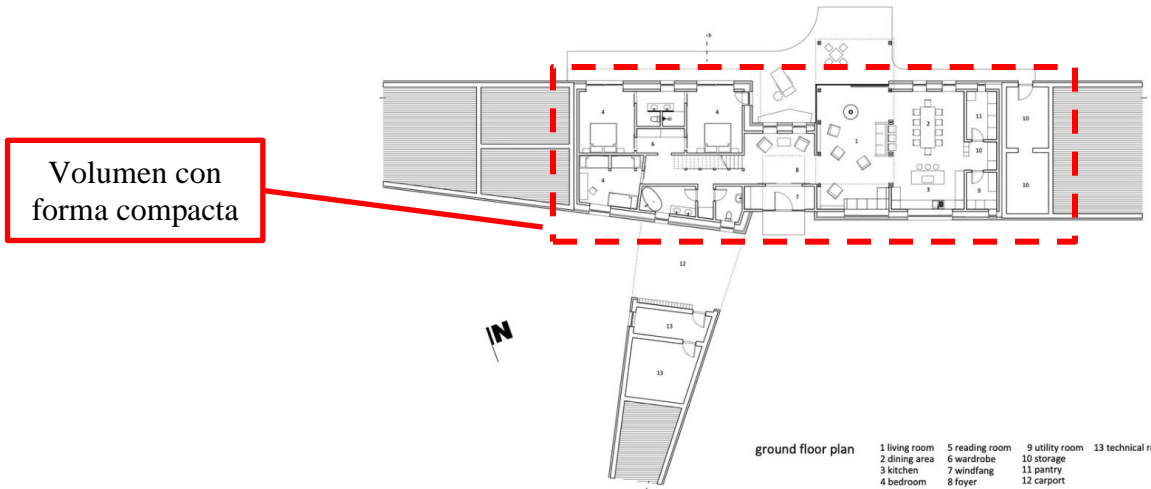 b
4
4
11
10
2
6
10
1
4
8
9
10
3
7
12
Volumen con
forma compacta
N
13
13
ground floor plan
1 living room 5 reading room 9 utility room 13 technical r
2 dining area 6 wardrobe 10 storage
3 kitchen 7 windfang 11 pantry
4 bedroom 8 foyer 12 carport